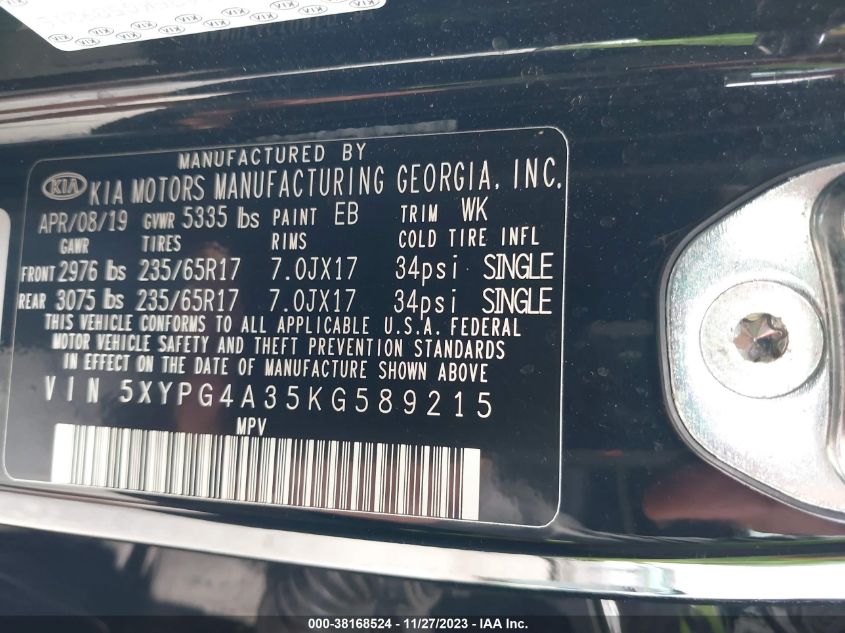 MANUFACTURED BY
KIA KIA MOTORS MANUFACTURING GEORGIA, INC.
APR/08/19 GVWR 5335 lbs PAINT EB TRIM WK
GAWR TIRES RIMS COLD TIRE INFL
FRONT 2976 lbs 235/65R17 7.0JX17 34psi SINGLE
REAR 3075 lbs 235/65R17 7.0JX17 34psi SINGLE
THIS VEHICLE CONFORMS TO ALL APPLICABLE U.S.A. FEDERAL
MOTOR VEHICLE SAFETY AND THEFT PREVENTION STANDARDS
IN EFFECT ON THE DATE OF MANUFACTURE SHOWN ABOVE
VIN 5XYPG4A35KG589215
MPV
000-38168524 - 11/27/2023 - IAA Inc.